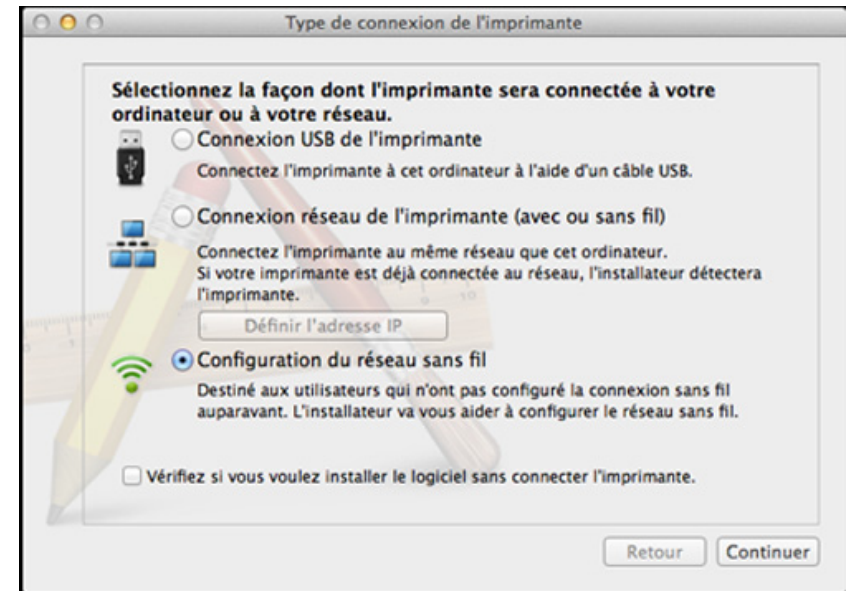 Type de connexion de l'imprimante
Sélectionnez la façon dont l'imprimante sera connectée à votre
ordinateur ou à votre réseau.
Connexion USB de l'imprimante
Connectez l'imprimante à cet ordinateur à l'aide d'un câble USB.
Connexion réseau de l'imprimante (avec ou sans fil)
Connectez l'imprimante au même réseau que cet ordinateur.
Si votre imprimante est déjà connectée au réseau, l'installateur détectera
l'imprimante.
Définir l'adresse IP
Configuration du réseau sans fil
Destiné aux utilisateurs qui n'ont pas configuré la connexion sans fil
auparavant. L'installateur va vous aider à configurer le réseau sans fil.
Vérifiez si vous voulez installer le logiciel sans connecter l'imprimante.
Retour
Continuer